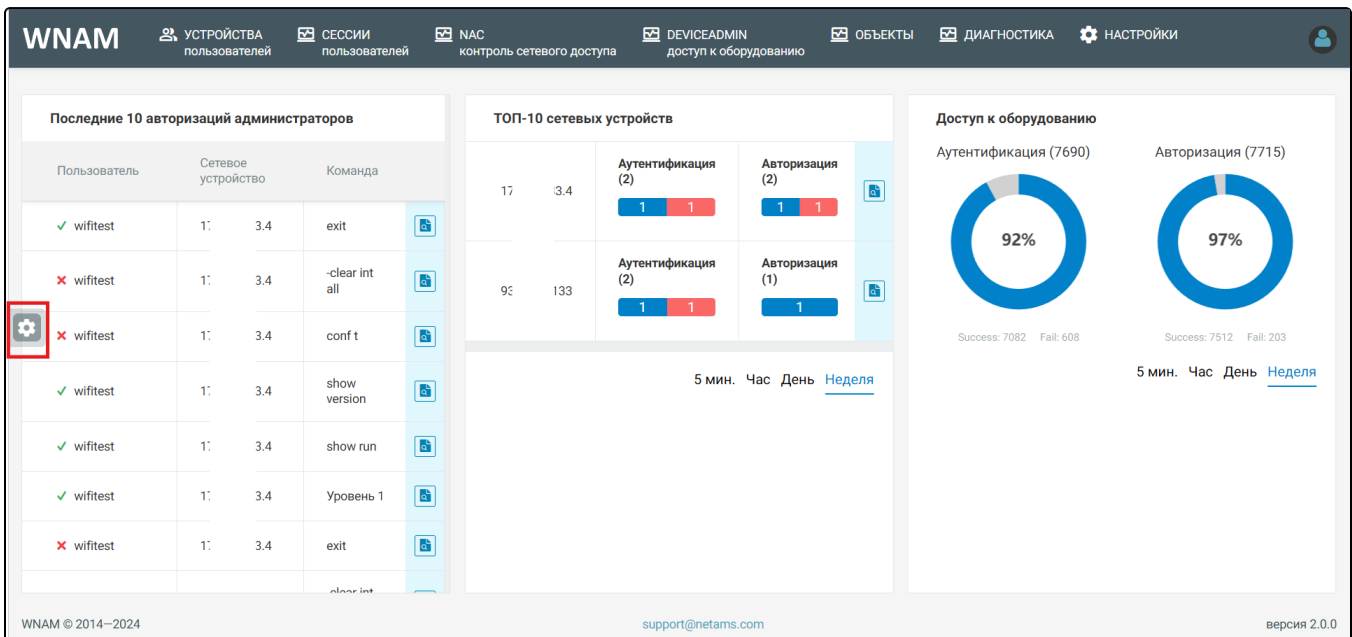 WNAM
УСТРОЙСТВА
пользователей
СЕССИИ
пользователей
NAC
контроль сетевого доступа
DEVICEADMIN
доступ к оборудованию
ОБЪЕКТЫ
ДИАГНОСТИКА
НАСТРОЙКИ
Последние 10 авторизаций администраторов
Пользователь
Сетевое
устройство
Команда
wifitest 3.4 exit
wifitest 3.4 -clear int
all
wifitest 3.4 conf t
wifitest 3.4 show
version
wifitest 3.4 show run
wifitest 3.4 Уровень 1
wifitest 3.4 exit
ТОП-10 сетевых устройств
17 3.4
Аутентификация
(2)
1 1
Авторизация
(2)
1 1
93 133
Аутентификация
(2)
1 1
Авторизация
(1)
1
5 мин. Час День Неделя
Доступ к оборудованию
Аутентификация (7690)
92%
Success: 7082 Fail: 608
Авторизация (7715)
97%
Success: 7512 Fail: 203
5 мин. Час День Неделя
WNAM © 2014—2024
support@netams.com
версия 2.0.0